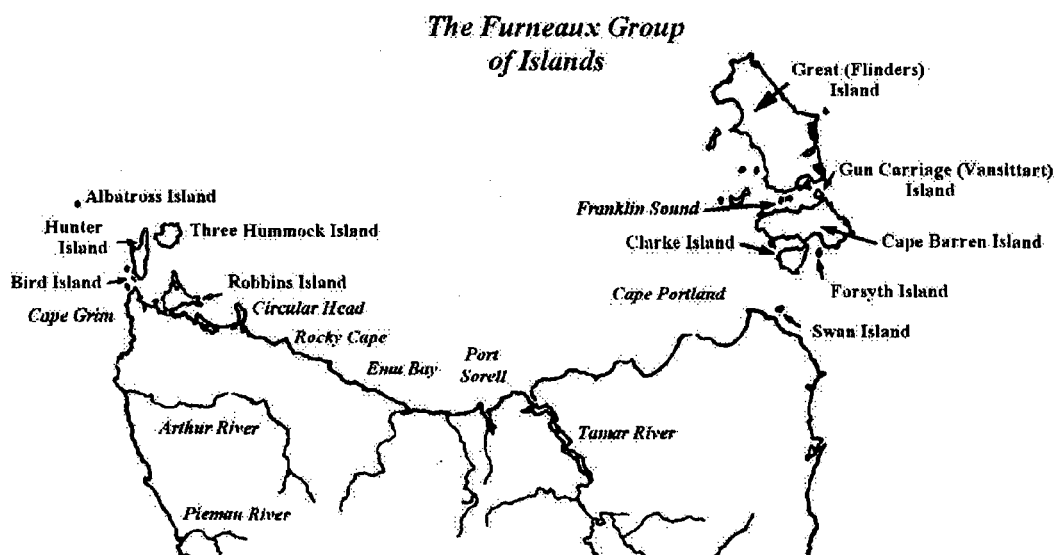 The Furneaux Group
of Islands
Great (Flinders)
Island
Gun Carriage (Vansittart)
Island
Franklin Sound
Clarke Island
Cape Barren Island
Forsyth Island
Cape Portland
Swan Island
Albatross Island
Hunter
Island
Three Hummock Island
Bird Island
Robbins Island
Cape Grim
Circular Head
Rocky Cape
Emu Bay
Port
Sorell
Arthur River
Tamar River
Pieman River